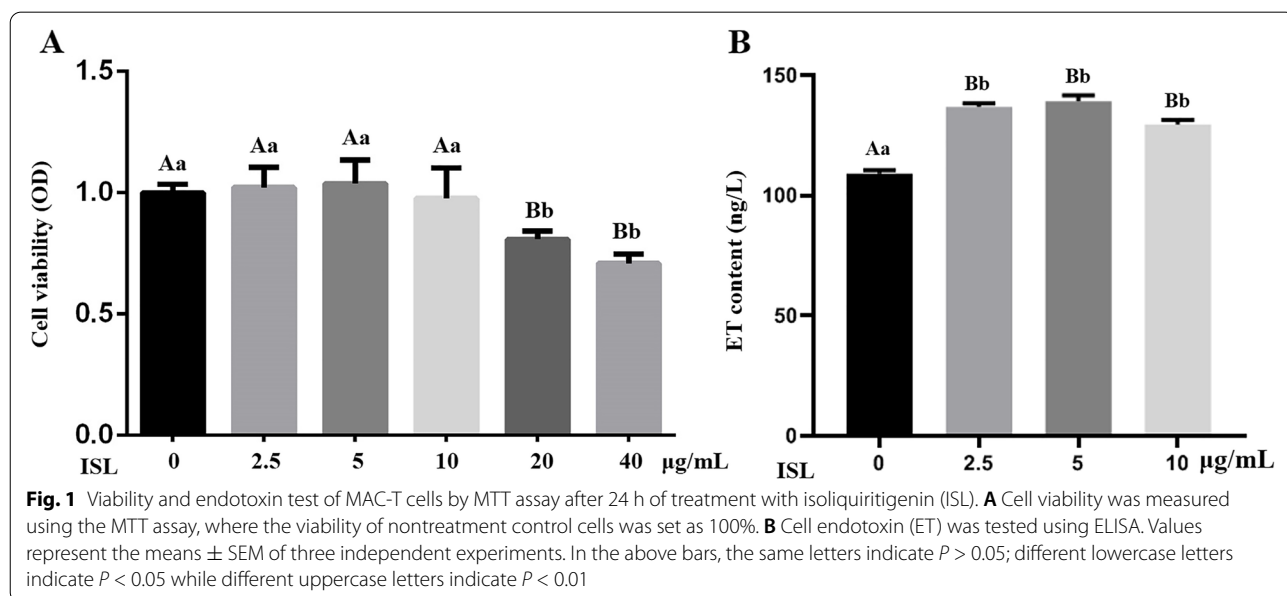 A
Cell viability (OD)
1.5
1.0
0.5
0.0
Aa Aa Aa Aa Bb Bb
ISL 0 2.5 5 10 20 40 µg/mL
B
ET content (ng/L)
150
100
50
0
Aa Bb Bb Bb
ISL 0 2.5 5 10 µg/mL
Fig. 1 Viability and endotoxin test of MAC-T cells by MTT assay after 24 h of treatment with isoliquiritigenin (ISL). A Cell viability was measured
using the MTT assay, where the viability of nontreatment control cells was set as 100%. B Cell endotoxin (ET) was tested using ELISA. Values
represent the means ± SEM of three independent experiments. In the above bars, the same letters indicate P > 0.05; different lowercase letters
indicate P < 0.05 while different uppercase letters indicate P < 0.01